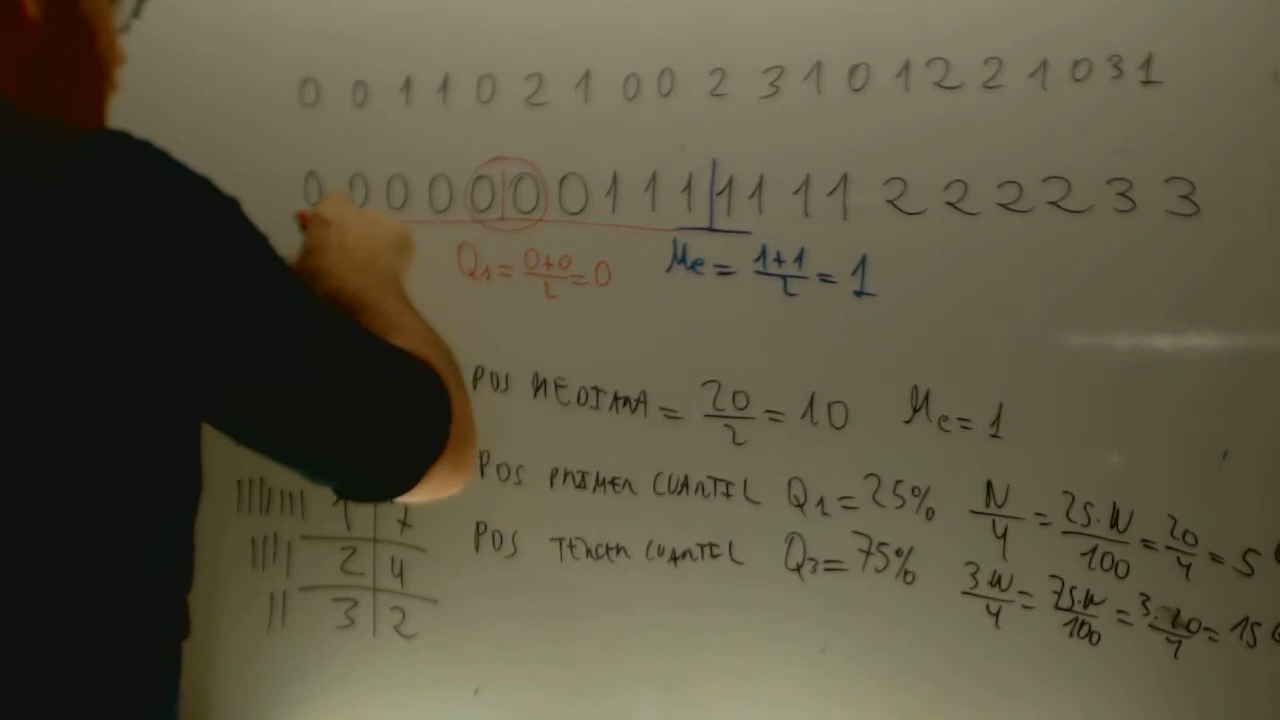 0 0 1 1 0 2 1 0 0 2 3 1 0 1 2 2 1 0 3 1
0 0 0 0 0 | 0 0 1 1 1 | 1 1 1 1 2 2 2 2 3 3
Q1 = 0+0/2 = 0
Me = 1+1/2 = 1
POS MEDIANA = 20/2 = 10 Me = 1
POS PRIMER CUARTIL Q1 = 25% N/4 = 25·N/100 = 20/4 = 5
POS TERCER CUARTIL Q3 = 75% 3·N/4 = 75·N/100 = 3·20/4 = 15
||||||| 1 7
|||| 2 4
|| 3 2